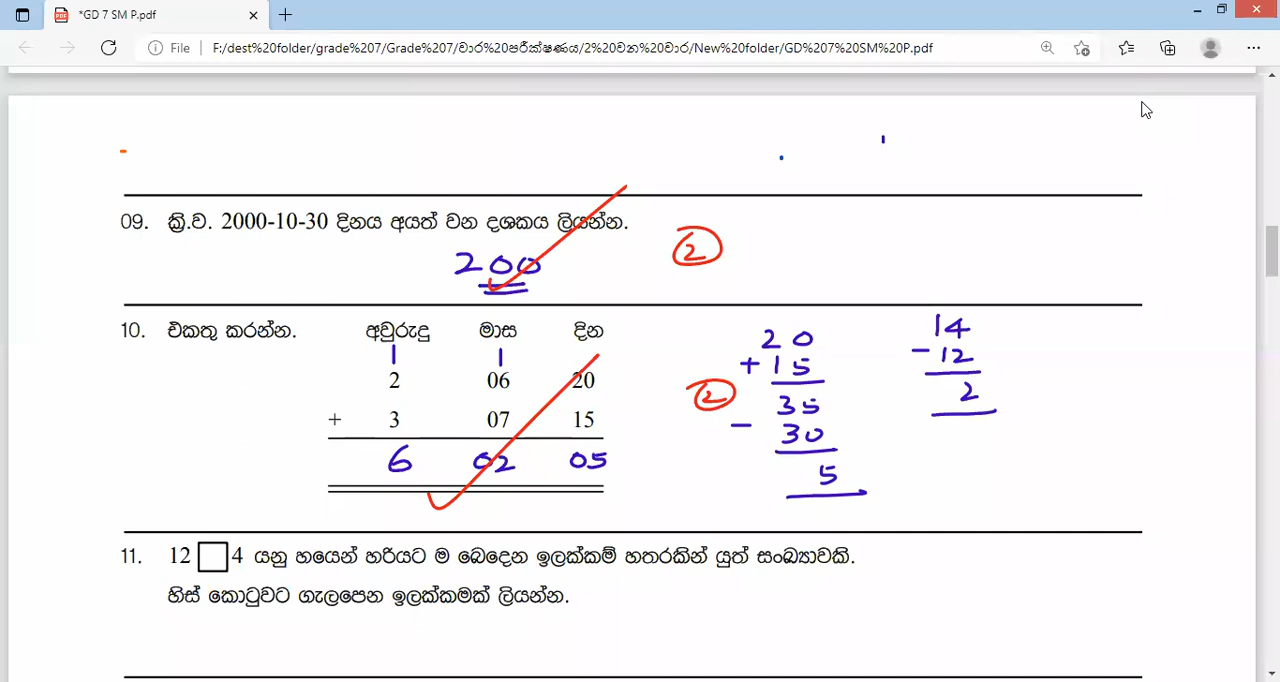 *GD 7 SM P.pdf
File F:/dest%20folder/grade%207/Grade%207/වාර%20පරීක්ෂණය/2%20වන%20වාර/New%20folder/GD%207%20SM%20P.pdf
09. ක්‍රි.ව. 2000-10-30 දිනය අයත් වන දශකය ලියන්න.
200
2
10. එකතු කරන්න. අවුරුදු මාස දින
1 1
2 06 20
+ 3 07 15
6 02 05
2
20
+15
35
- 30
5
14
-12
2
11. 12 □ 4 යනු හයෙන් හරියට ම බෙදෙන ඉලක්කම් හතරකින් යුත් සංඛ්‍යාවකි.
හිස් කොටුවට ගැලපෙන ඉලක්කමක් ලියන්න.